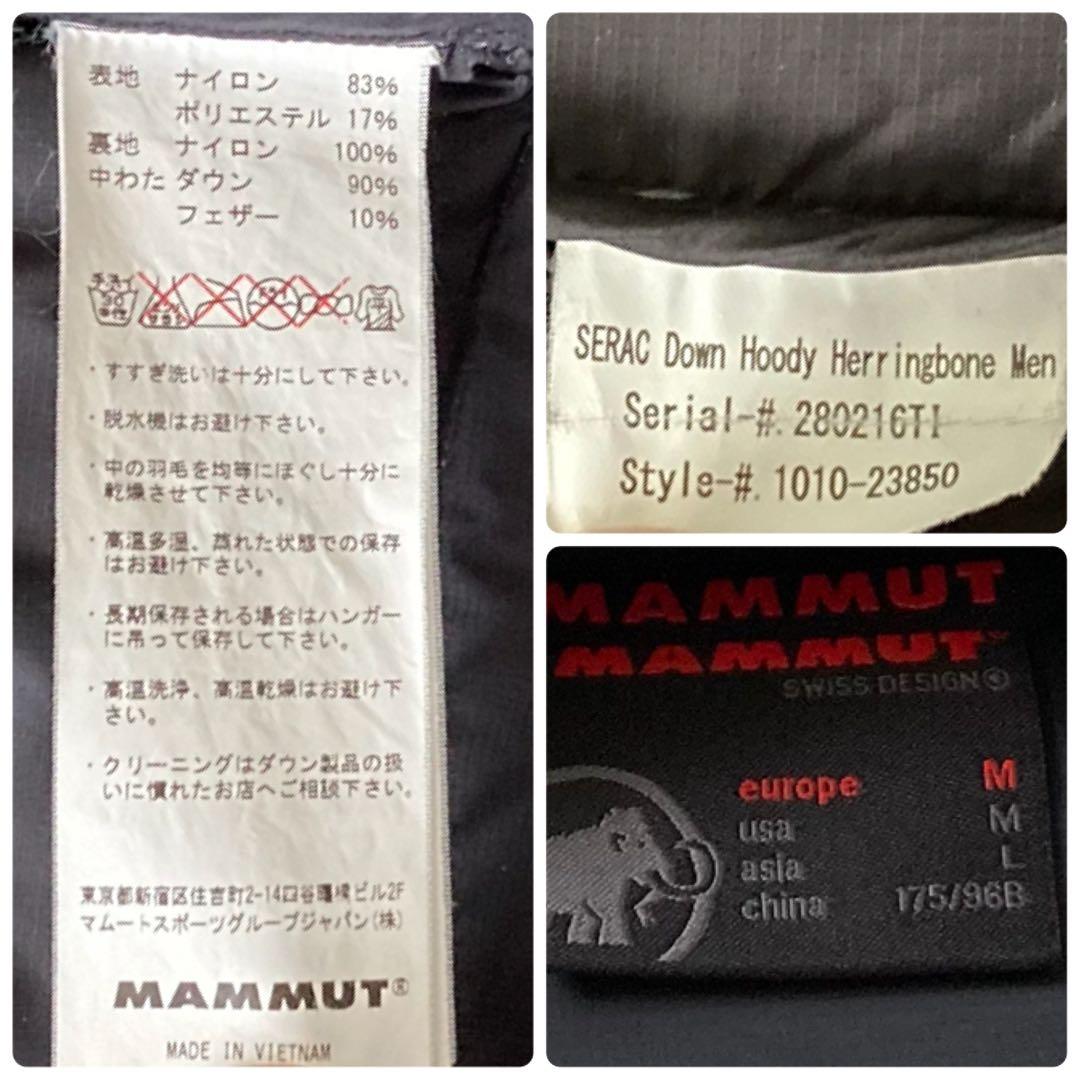 表地 ナイロン 83%
ポリエステル 17%
裏地 ナイロン 100%
中わた ダウン 90%
フェザー 10%
手スイ
30
中性
・すすぎ洗いは十分にして下さい。
・脱水機はお避け下さい。
・中の羽毛を均等にほぐし十分に
乾燥させて下さい。
・高温多湿、蒸れた状態での保存
はお避け下さい。
・長期保存される場合はハンガー
に吊って保存して下さい。
・高温洗浄、高温乾燥はお避け下
さい。
・クリーニングはダウン製品の扱
いに慣れたお店へご相談下さい。
東京都新宿区住吉町2-14四谷曙橋ビル2F
マムートスポーツグループジャパン(株)
MAMMUT®
MADE IN VIETNAM
SERAC Down Hoody Herringbone Men
Serial-#. 280216TI
Style-#. 1010-23850
MAMMUT
MAMMUT™
SWISS DESIGN
europe M
usa M
asia L
china 175/96B